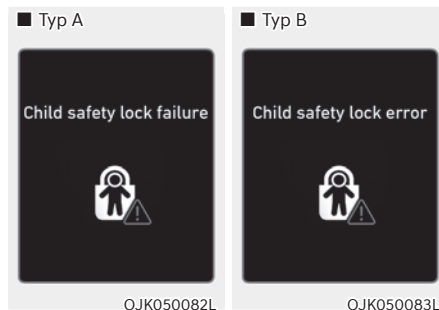 ■ Typ A
■ Typ B
Child safety lock failure
Child safety lock error
OJK050082L
OJK050083L